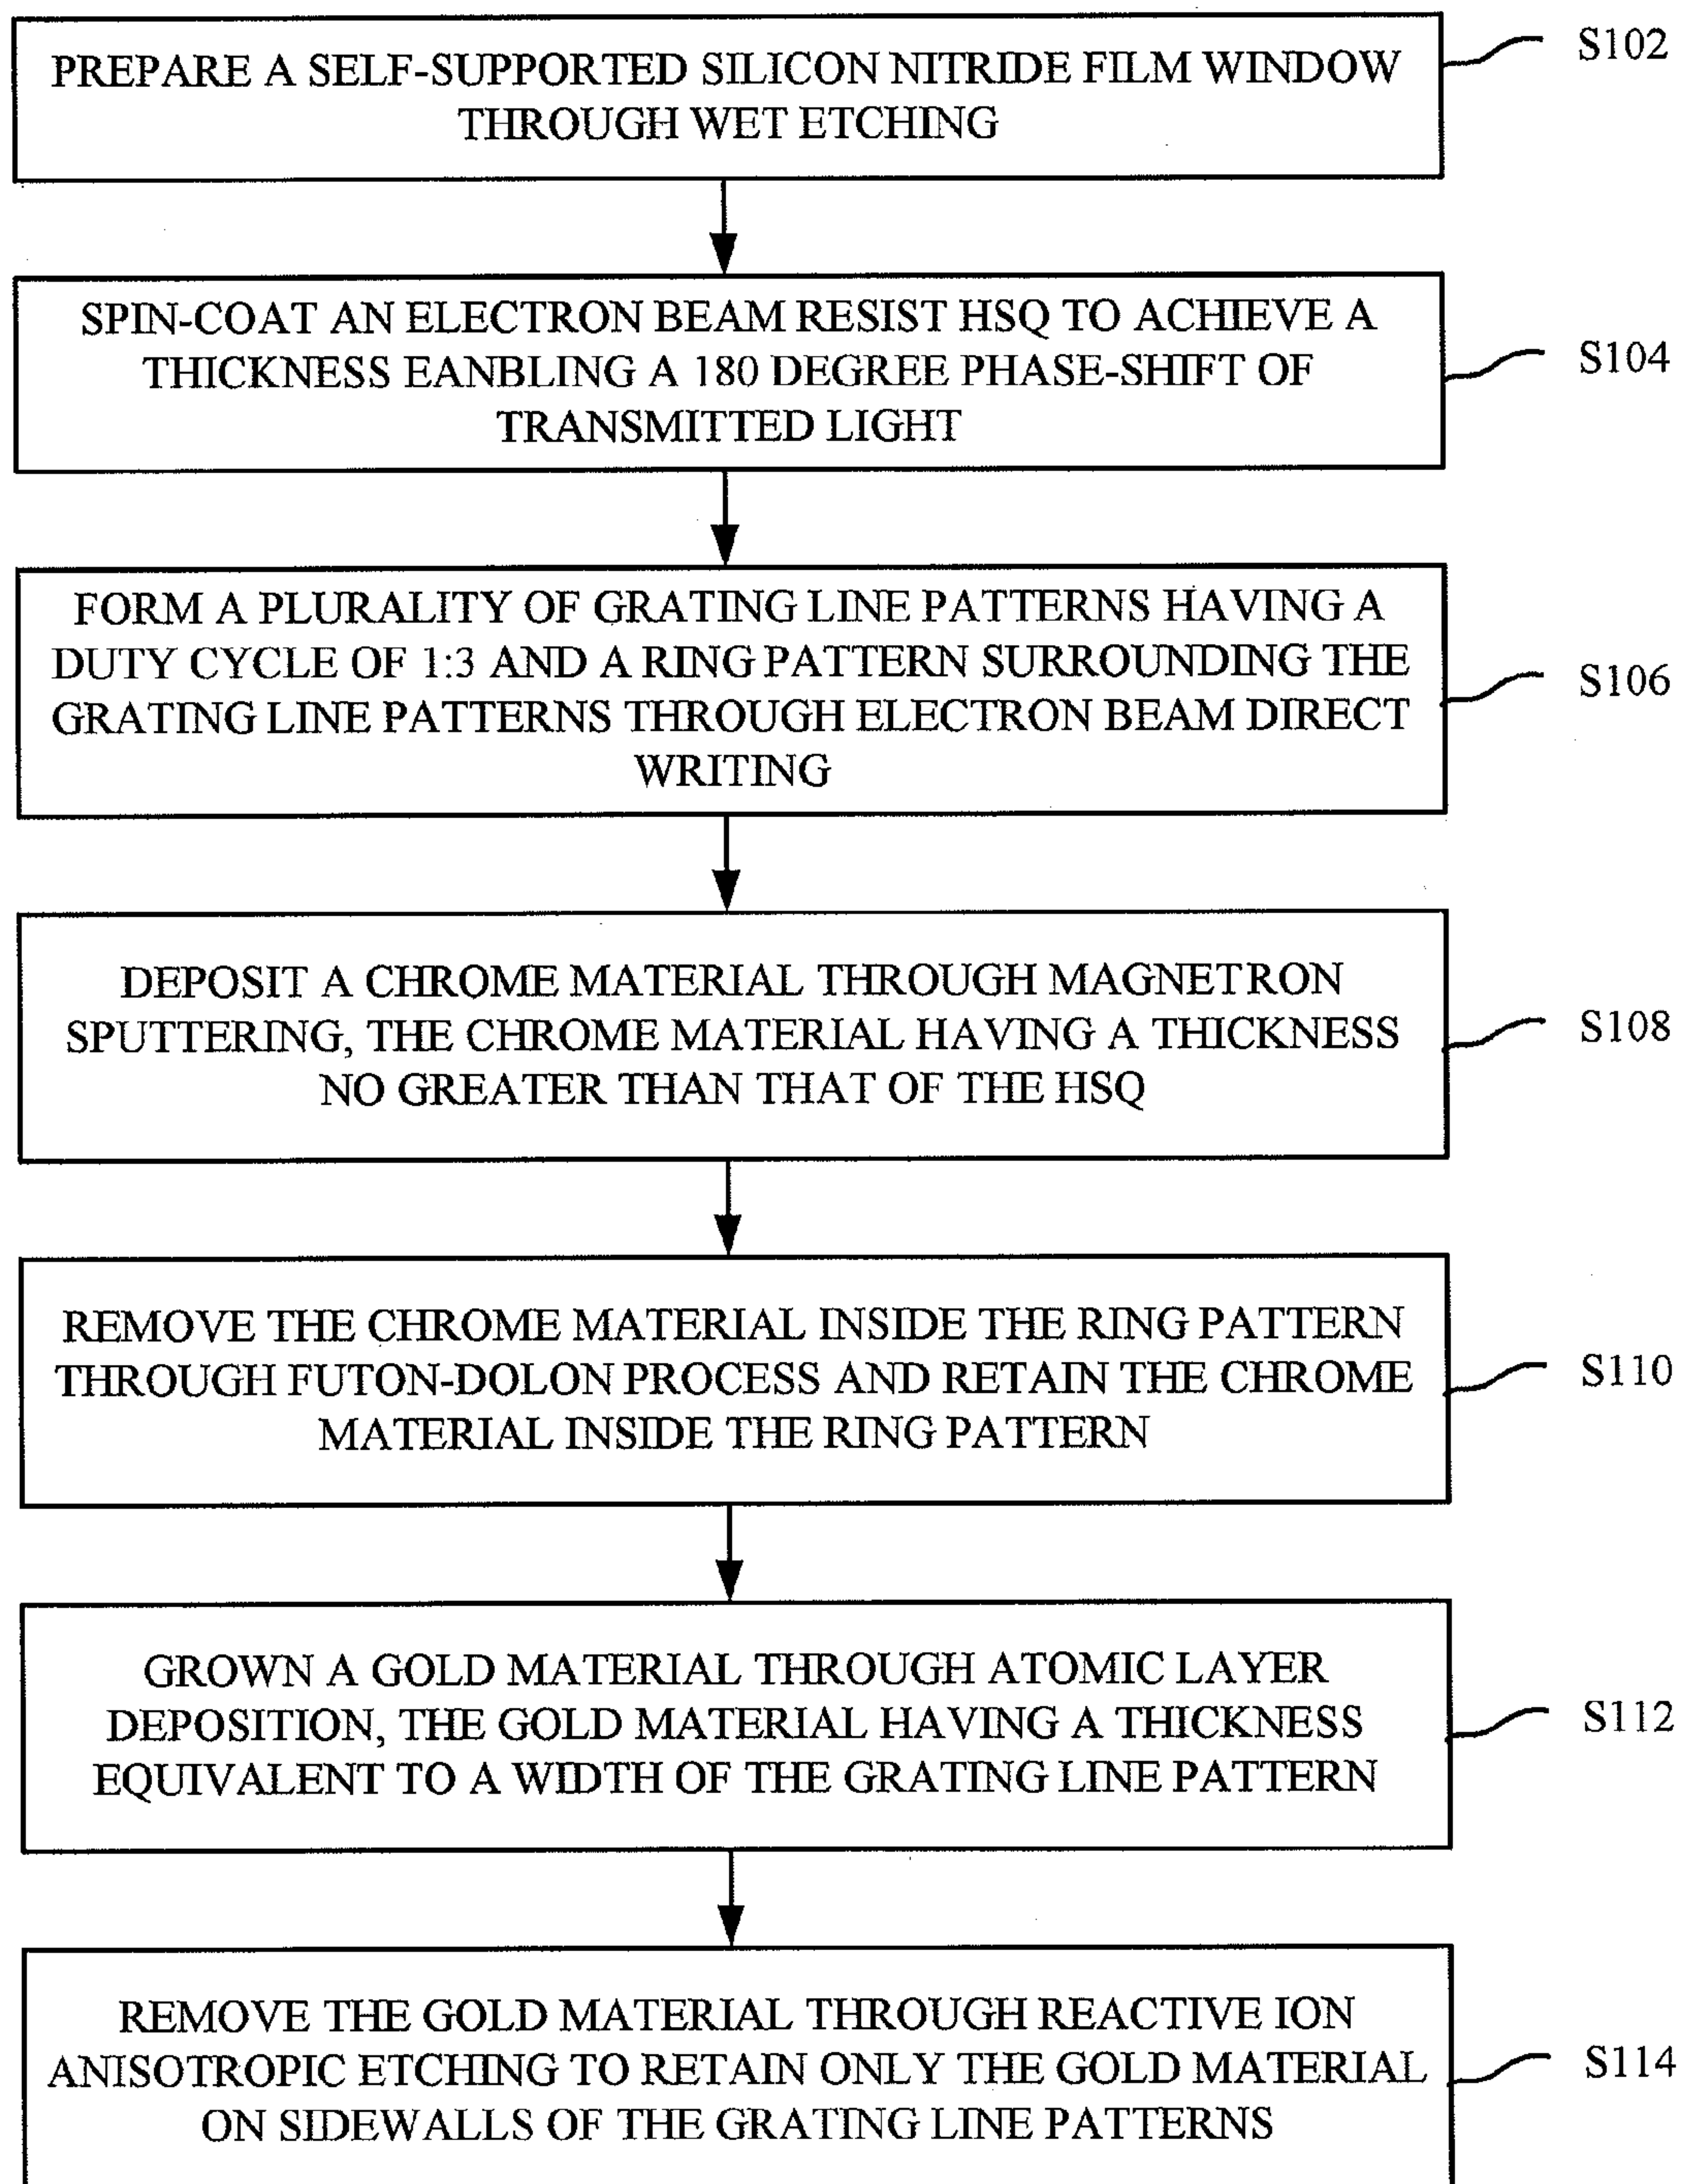 PREPARE A SELF-SUPPORTED SILICON NITRIDE FILM WINDOW
THROUGH WET ETCHING
S102
SPIN-COAT AN ELECTRON BEAM RESIST HSQ TO ACHIEVE A
THICKNESS EANBLING A 180 DEGREE PHASE-SHIFT OF
TRANSMITTED LIGHT
S104
FORM A PLURALITY OF GRATING LINE PATTERNS HAVING A
DUTY CYCLE OF 1:3 AND A RING PATTERN SURROUNDING THE
GRATING LINE PATTERNS THROUGH ELECTRON BEAM DIRECT
WRITING
S106
DEPOSIT A CHROME MATERIAL THROUGH MAGNETRON
SPUTTERING, THE CHROME MATERIAL HAVING A THICKNESS
NO GREATER THAN THAT OF THE HSQ
S108
REMOVE THE CHROME MATERIAL INSIDE THE RING PATTERN
THROUGH FUTON-DOLON PROCESS AND RETAIN THE CHROME
MATERIAL INSIDE THE RING PATTERN
S110
GROWN A GOLD MATERIAL THROUGH ATOMIC LAYER
DEPOSITION, THE GOLD MATERIAL HAVING A THICKNESS
EQUIVALENT TO A WIDTH OF THE GRATING LINE PATTERN
S112
REMOVE THE GOLD MATERIAL THROUGH REACTIVE ION
ANISOTROPIC ETCHING TO RETAIN ONLY THE GOLD MATERIAL
ON SIDEWALLS OF THE GRATING LINE PATTERNS
S114